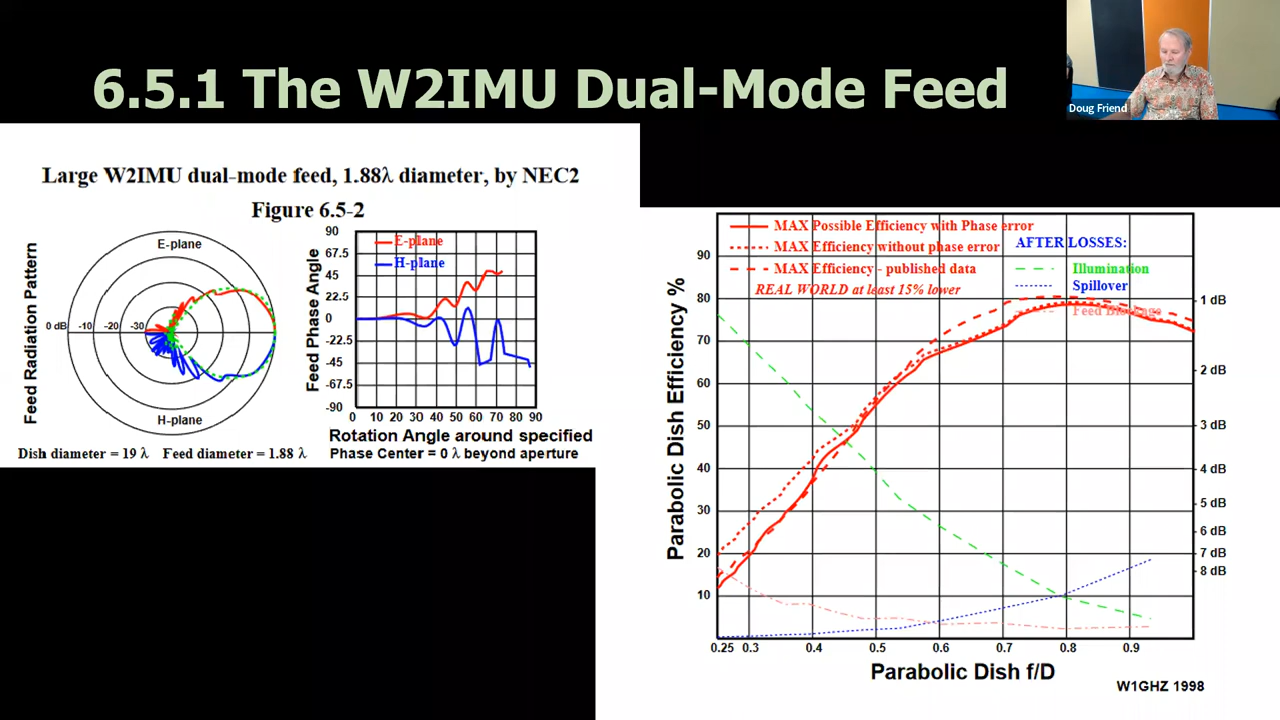 6.5.1 The W2IMU Dual-Mode Feed
Doug Friend
Large W2IMU dual-mode feed, 1.88λ diameter, by NEC2
Figure 6.5-2
Feed Radiation Pattern
E-plane
0 dB -10 -20 -30
H-plane
Dish diameter = 19 λ Feed diameter = 1.88 λ
Feed Phase Angle
90
67.5
45
22.5
0
-22.5
-45
-67.5
-90
E-plane
H-plane
0 10 20 30 40 50 60 70 80 90
Rotation Angle around specified
Phase Center = 0 λ beyond aperture
MAX Possible Efficiency with Phase error
MAX Efficiency without phase error
MAX Efficiency - published data
REAL WORLD at least 15% lower
AFTER LOSSES:
Illumination
Spillover
Feed Blockage
Parabolic Dish Efficiency %
90
80
70
60
50
40
30
20
10
1 dB
2 dB
3 dB
4 dB
5 dB
6 dB
7 dB
8 dB
0.25 0.3 0.4 0.5 0.6 0.7 0.8 0.9
Parabolic Dish f/D
W1GHZ 1998